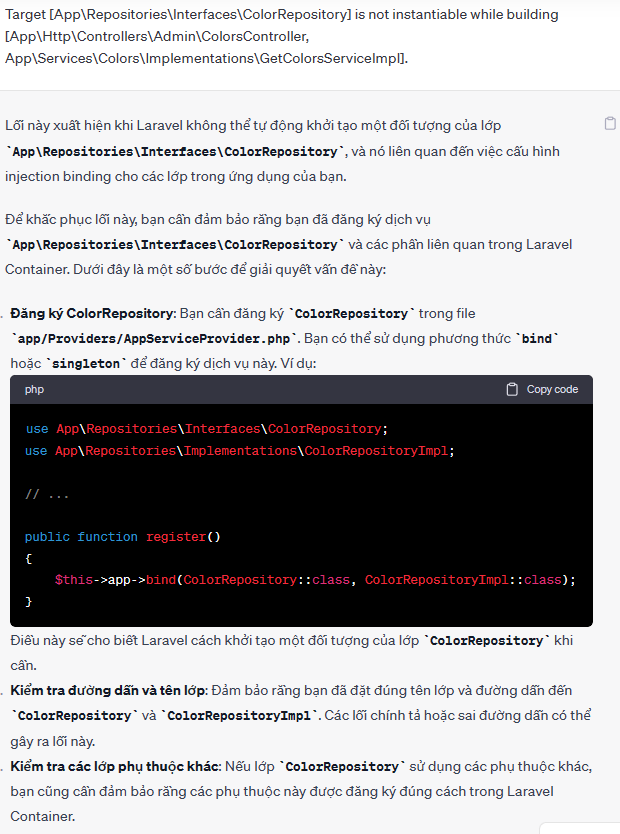 Target [App\Repositories\Interfaces\ColorRepository] is not instantiable while building
[App\Http\Controllers\Admin\ColorsController,
App\Services\Colors\Implementations\GetColorsServiceImpl].
Lỗi này xuất hiện khi Laravel không thể tự động khởi tạo một đối tượng của lớp
`App\Repositories\Interfaces\ColorRepository`, và nó liên quan đến việc cấu hình
injection binding cho các lớp trong ứng dụng của bạn.
Để khắc phục lỗi này, bạn cần đảm bảo rằng bạn đã đăng ký dịch vụ
`App\Repositories\Interfaces\ColorRepository` và các phần liên quan trong Laravel
Container. Dưới đây là một số bước để giải quyết vấn đề này:
Đăng ký ColorRepository: Bạn cần đăng ký `ColorRepository` trong file
`app/Providers/AppServiceProvider.php`. Bạn có thể sử dụng phương thức `bind`
hoặc `singleton` để đăng ký dịch vụ này. Ví dụ:
php
Copy code
use App\Repositories\Interfaces\ColorRepository;
use App\Repositories\Implementations\ColorRepositoryImpl;
// ...
public function register()
{
$this->app->bind(ColorRepository::class, ColorRepositoryImpl::class);
}
Điều này sẽ cho biết Laravel cách khởi tạo một đối tượng của lớp `ColorRepository` khi
cần.
Kiểm tra đường dẫn và tên lớp: Đảm bảo rằng bạn đã đặt đúng tên lớp và đường dẫn đến
`ColorRepository` và `ColorRepositoryImpl`. Các lỗi chính tả hoặc sai đường dẫn có thể
gây ra lỗi này.
Kiểm tra các lớp phụ thuộc khác: Nếu lớp `ColorRepository` sử dụng các phụ thuộc khác,
bạn cũng cần đảm bảo rằng các phụ thuộc này được đăng ký đúng cách trong Laravel
Container.